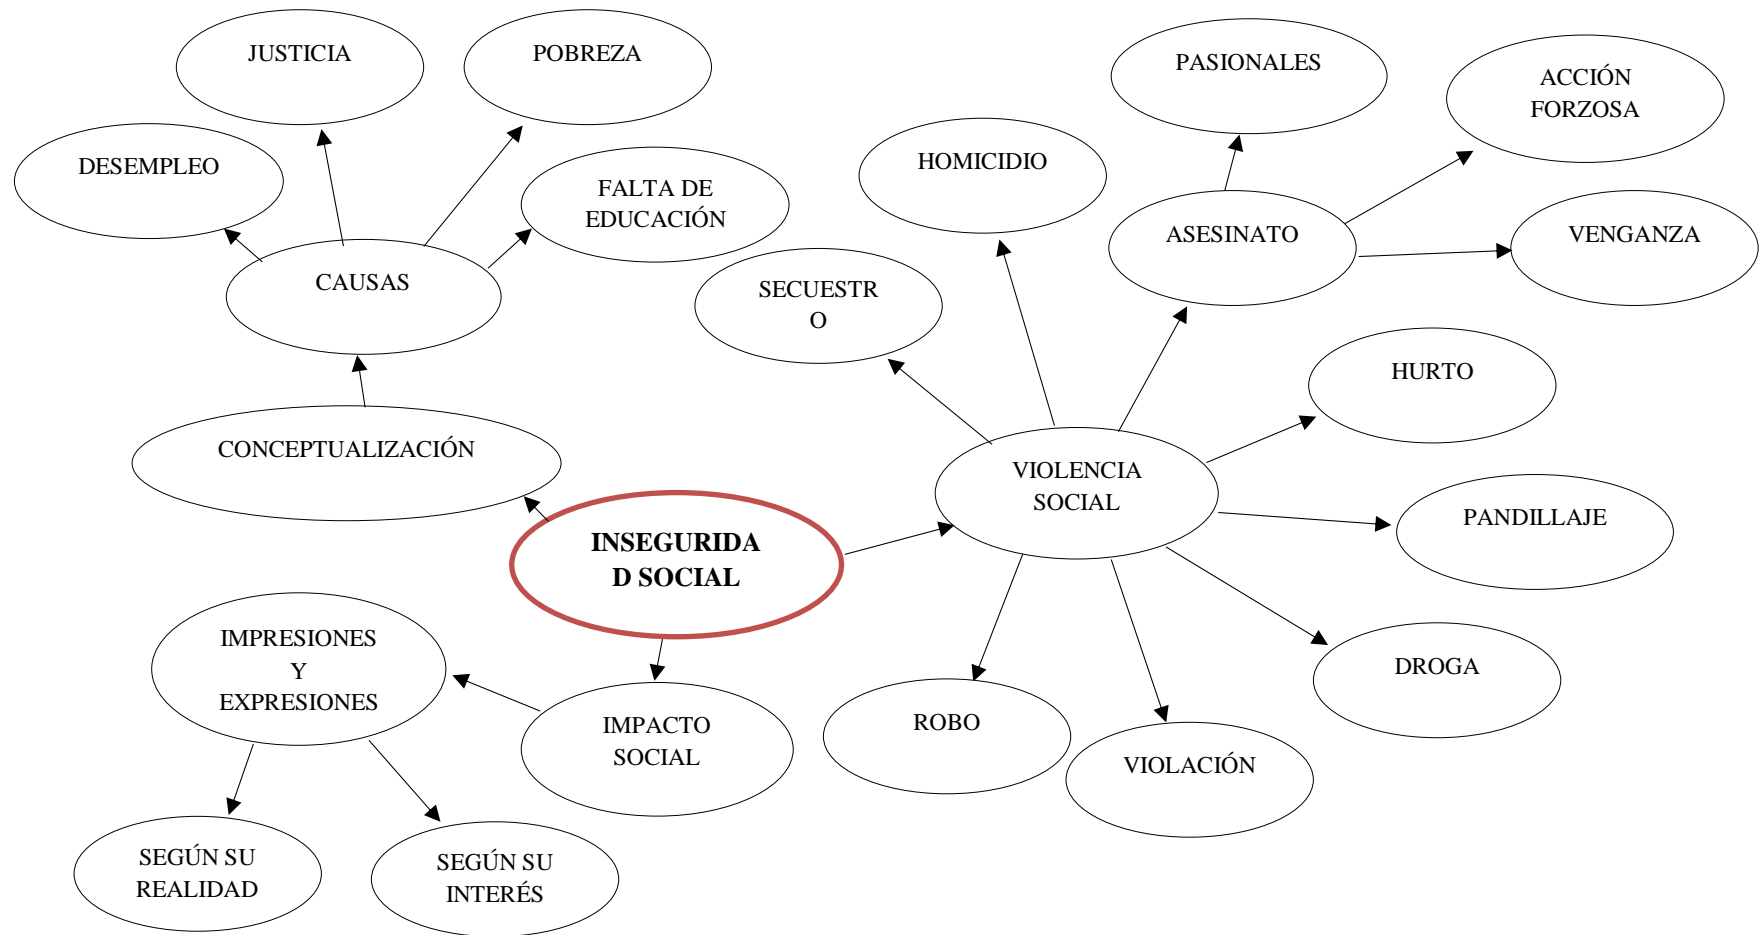 JUSTICIA
POBREZA
PASIONALES
ACCIÓN
FORZOSA
DESEMPLEO
HOMICIDIO
FALTA DE
EDUCACIÓN
ASESINATO
VENGANZA
CAUSAS
SECUESTR
O
HURTO
CONCEPTUALIZACIÓN
VIOLENCIA
SOCIAL
PANDILLAJE
INSEGURIDA
D SOCIAL
IMPRESIONES
Y
EXPRESIONES
DROGA
IMPACTO
SOCIAL
ROBO
VIOLACIÓN
SEGÚN SU
REALIDAD
SEGÚN SU
INTERÉS